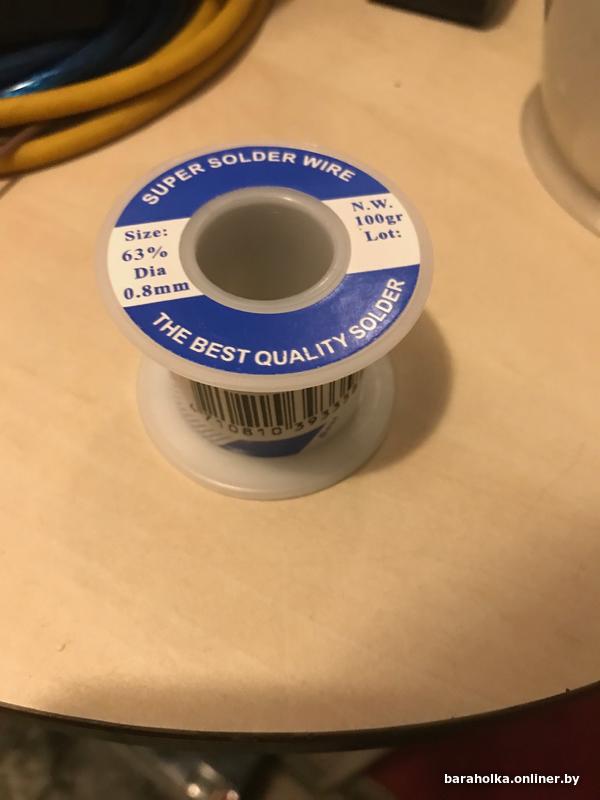 SUPER SOLDER WIRE
Size:
63%
Dia
0.8mm
N.W.
100gr
Lot:
THE BEST QUALITY SOLDER
baraholka.onliner.by